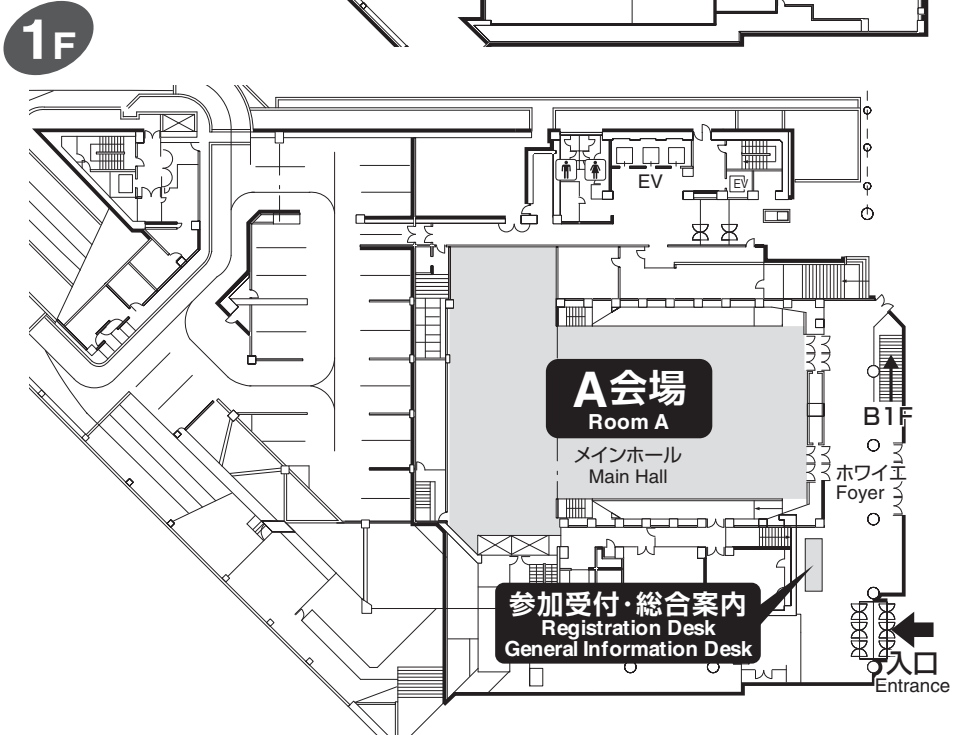 1F
EV
EV
A会場
Room A
メインホール
Main Hall
B1F
ホワイエ
Foyer
参加受付・総合案内
Registration Desk
General Information Desk
入口
Entrance